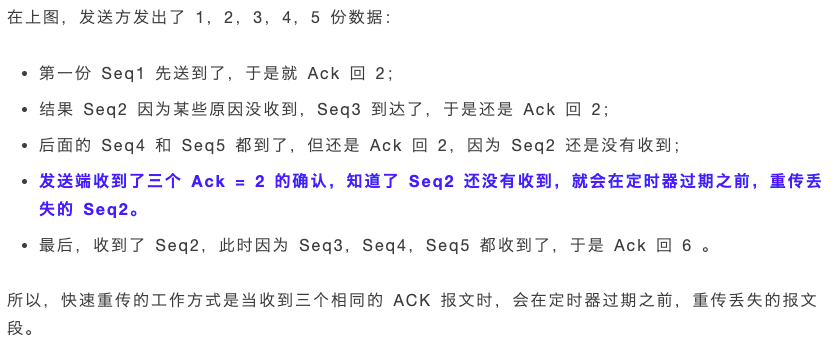 在上图，发送方发出了 1，2，3，4，5 份数据：
• 第一份 Seq1 先送到了，于是就 Ack 回 2；
• 结果 Seq2 因为某些原因没收到，Seq3 到达了，于是还是 Ack 回 2；
• 后面的 Seq4 和 Seq5 都到了，但还是 Ack 回 2，因为 Seq2 还是没有收到；
• 发送端收到了三个 Ack = 2 的确认，知道了 Seq2 还没有收到，就会在定时器过期之前，重传丢
失的 Seq2。
• 最后，收到了 Seq2，此时因为 Seq3，Seq4，Seq5 都收到了，于是 Ack 回 6 。
所以，快速重传的工作方式是当收到三个相同的 ACK 报文时，会在定时器过期之前，重传丢失的报文
段。